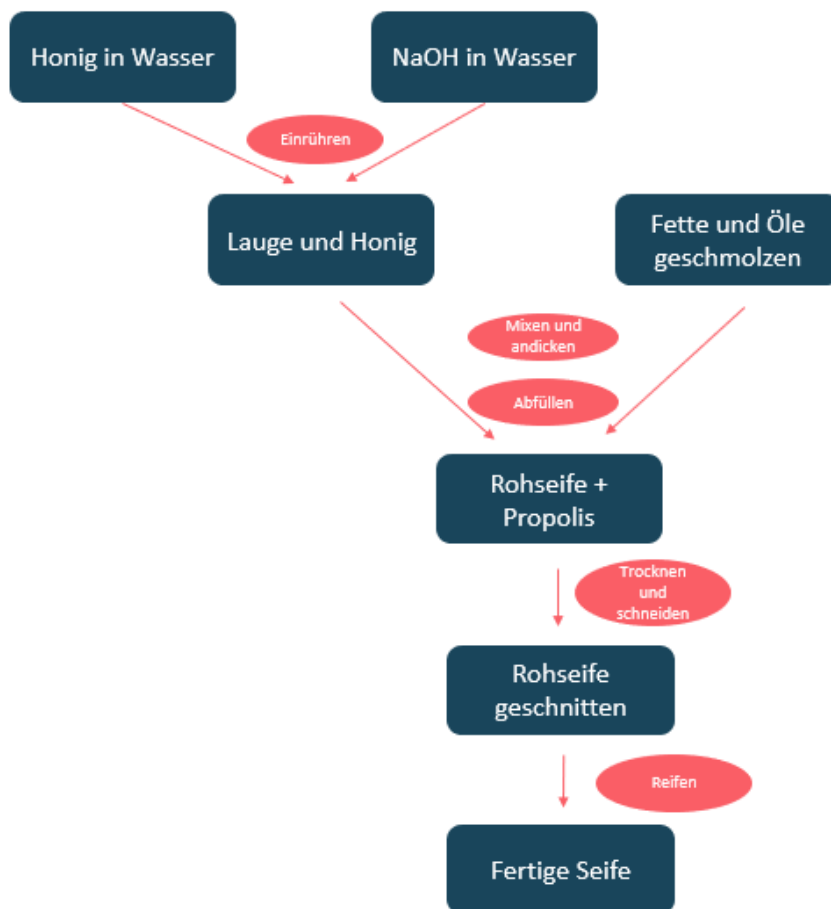 Honig in Wasser
NaOH in Wasser
Einrühren
Lauge und Honig
Fette und Öle
geschmolzen
Mixen und
andicken
Abfüllen
Rohseife +
Propolis
Trocknen
und
schneiden
Rohseife
geschnitten
Reifen
Fertige Seife